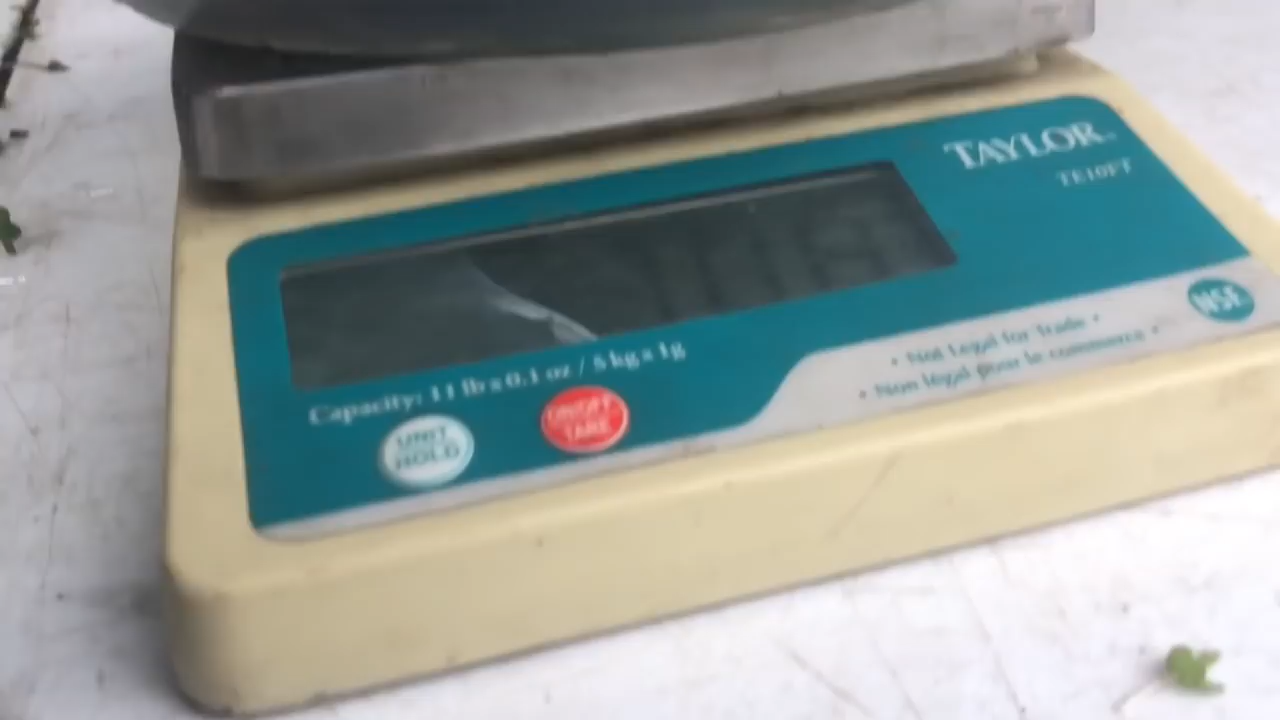 TAYLOR
TE10FT
NSF
Capacity: 11 lb x 0.1 oz / 5 kg x 1g
UNIT
HOLD
ON/OFF
TARE
• Not Legal for Trade •
• Non légal pour le commerce •